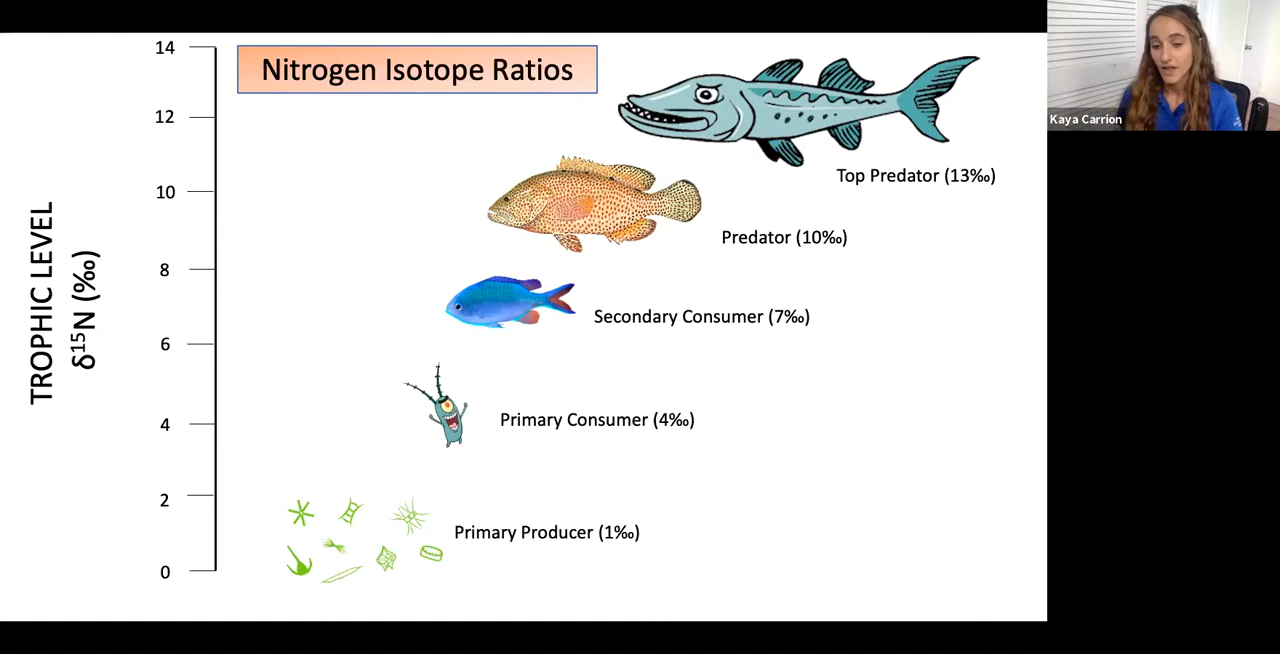 Nitrogen Isotope Ratios
TROPHIC LEVEL
δ¹⁵N (‰)
14
12
10
8
6
4
2
0
Top Predator (13‰)
Predator (10‰)
Secondary Consumer (7‰)
Primary Consumer (4‰)
Primary Producer (1‰)
Kaya Carrion